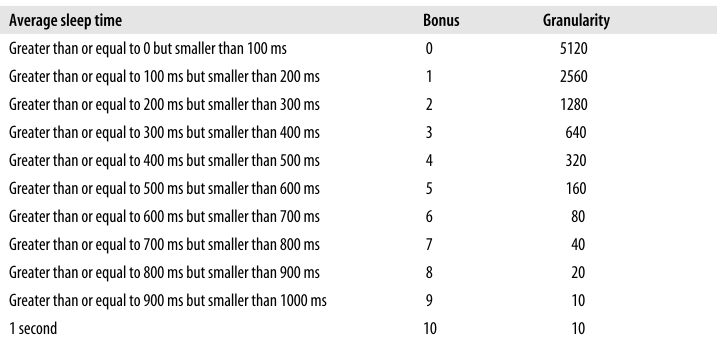 Average sleep time Bonus Granularity
Greater than or equal to 0 but smaller than 100 ms 0 5120
Greater than or equal to 100 ms but smaller than 200 ms 1 2560
Greater than or equal to 200 ms but smaller than 300 ms 2 1280
Greater than or equal to 300 ms but smaller than 400 ms 3 640
Greater than or equal to 400 ms but smaller than 500 ms 4 320
Greater than or equal to 500 ms but smaller than 600 ms 5 160
Greater than or equal to 600 ms but smaller than 700 ms 6 80
Greater than or equal to 700 ms but smaller than 800 ms 7 40
Greater than or equal to 800 ms but smaller than 900 ms 8 20
Greater than or equal to 900 ms but smaller than 1000 ms 9 10
1 second 10 10